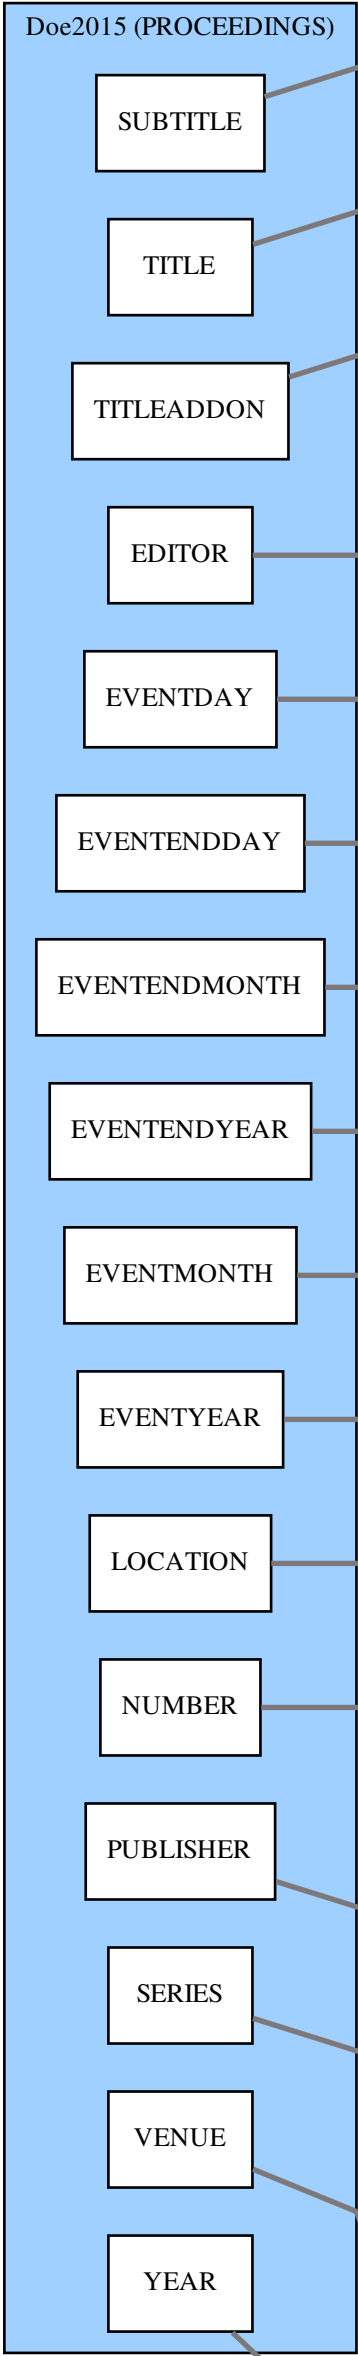 Doe2015 (PROCEEDINGS)
SUBTITLE
TITLE
TITLEADDON
EDITOR
EVENTDAY
EVENTENDDAY
EVENTENDMONTH
EVENTENDYEAR
EVENTMONTH
EVENTYEAR
LOCATION
NUMBER
PUBLISHER
SERIES
VENUE
YEAR